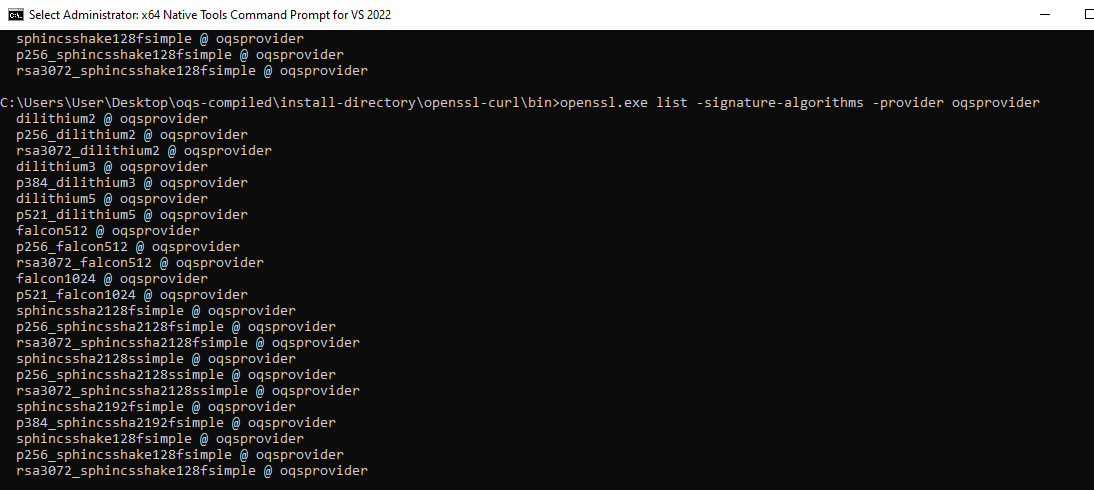 Select Administrator: x64 Native Tools Command Prompt for VS 2022
sphincsshake128fsimple @ oqsprovider
p256_sphincsshake128fsimple @ oqsprovider
rsa3072_sphincsshake128fsimple @ oqsprovider
C:\Users\User\Desktop\oqs-compiled\install-directory\openssl-curl\bin>openssl.exe list -signature-algorithms -provider oqsprovider
dilithium2 @ oqsprovider
p256_dilithium2 @ oqsprovider
rsa3072_dilithium2 @ oqsprovider
dilithium3 @ oqsprovider
p384_dilithium3 @ oqsprovider
dilithium5 @ oqsprovider
p521_dilithium5 @ oqsprovider
falcon512 @ oqsprovider
p256_falcon512 @ oqsprovider
rsa3072_falcon512 @ oqsprovider
falcon1024 @ oqsprovider
p521_falcon1024 @ oqsprovider
sphincssha2128fsimple @ oqsprovider
p256_sphincssha2128fsimple @ oqsprovider
rsa3072_sphincssha2128fsimple @ oqsprovider
sphincssha2128ssimple @ oqsprovider
p256_sphincssha2128ssimple @ oqsprovider
rsa3072_sphincssha2128ssimple @ oqsprovider
sphincssha2192fsimple @ oqsprovider
p384_sphincssha2192fsimple @ oqsprovider
sphincsshake128fsimple @ oqsprovider
p256_sphincsshake128fsimple @ oqsprovider
rsa3072_sphincsshake128fsimple @ oqsprovider